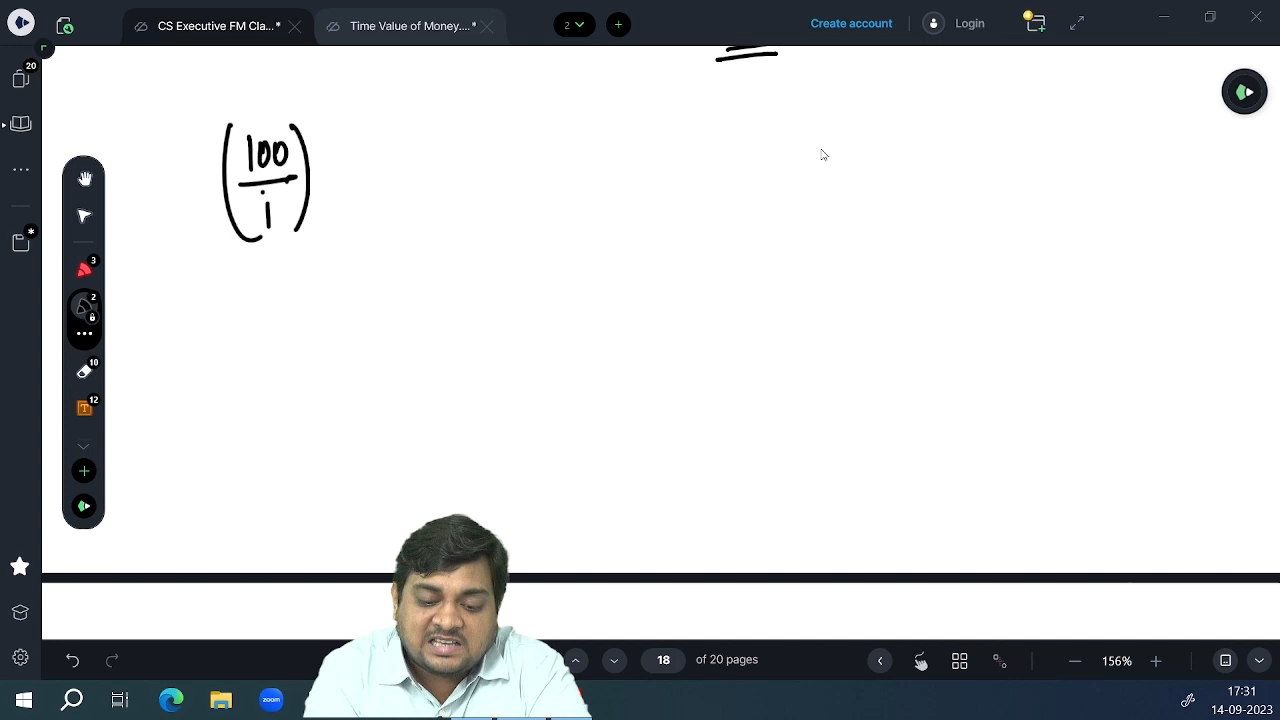 CS Executive FM Cla...*
Time Value of Money....*
2
Create account
Login
20
(100/i)
3
2
10
12
T
18
of 20 pages
156%
zoom
17:31
14-09-2023